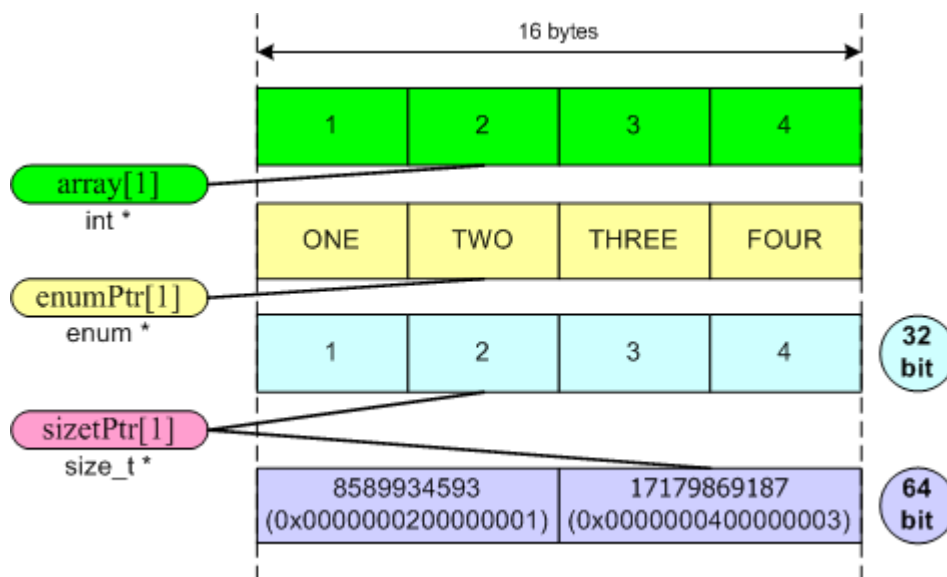 16 bytes
1 2 3 4
array[1]
int *
ONE TWO THREE FOUR
enumPtr[1]
enum *
1 2 3 4
32
bit
sizetPtr[1]
size_t *
8589934593 17179869187
(0x0000000200000001) (0x0000000400000003)
64
bit